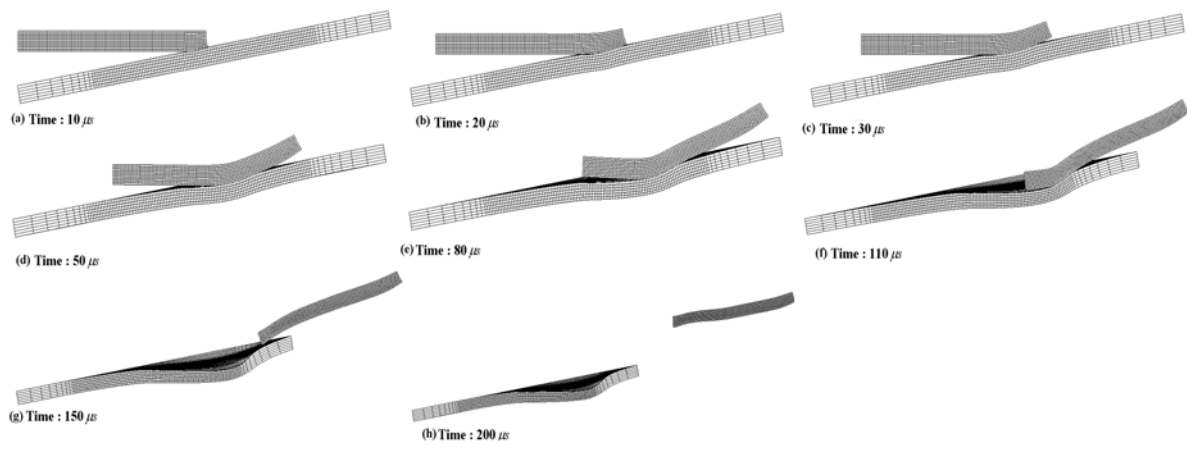 (a) Time : 10 ㎲
(b) Time : 20 ㎲
(c) Time : 30 ㎲
(d) Time : 50 ㎲
(e) Time : 80 ㎲
(f) Time : 110 ㎲
(g) Time : 150 ㎲
(h) Time : 200 ㎲